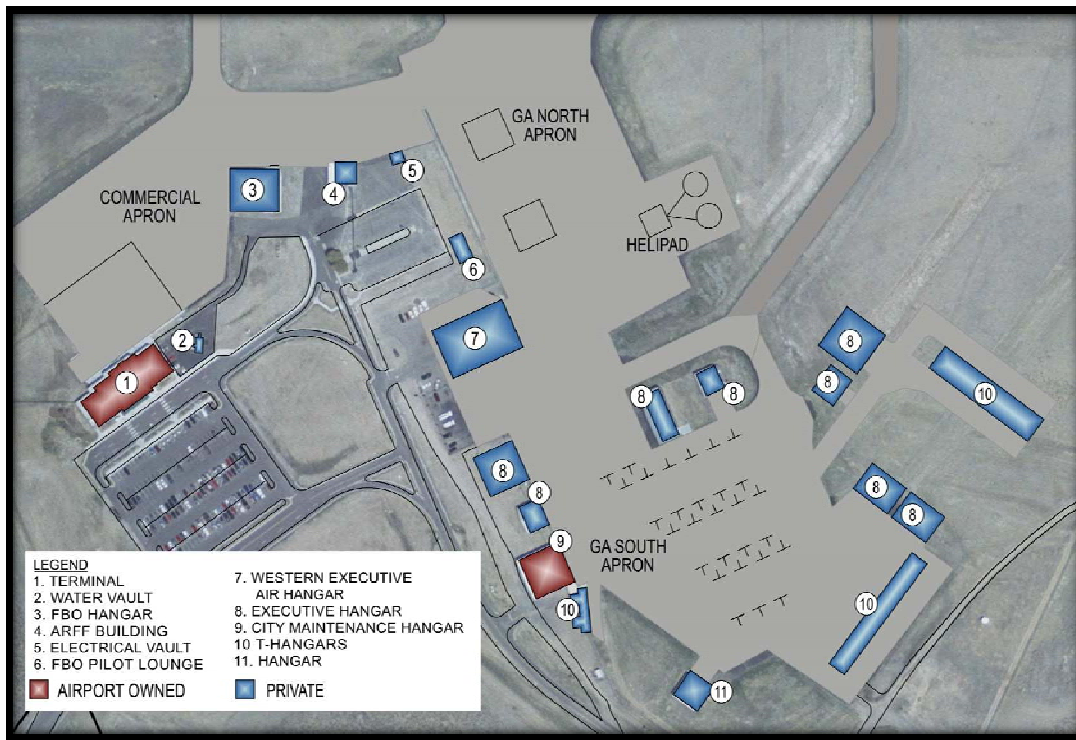 GA NORTH
APRON
COMMERCIAL
APRON
3
4
5
HELIPAD
6
2
7
1
8
8
8
8
10
8
8
8
8
9
GA SOUTH
APRON
10
10
11
LEGEND
1. TERMINAL
2. WATER VAULT
3. FBO HANGAR
4. ARFF BUILDING
5. ELECTRICAL VAULT
6. FBO PILOT LOUNGE
7. WESTERN EXECUTIVE
AIR HANGAR
8. EXECUTIVE HANGAR
9. CITY MAINTENANCE HANGAR
10 T-HANGARS
11. HANGAR
AIRPORT OWNED
PRIVATE